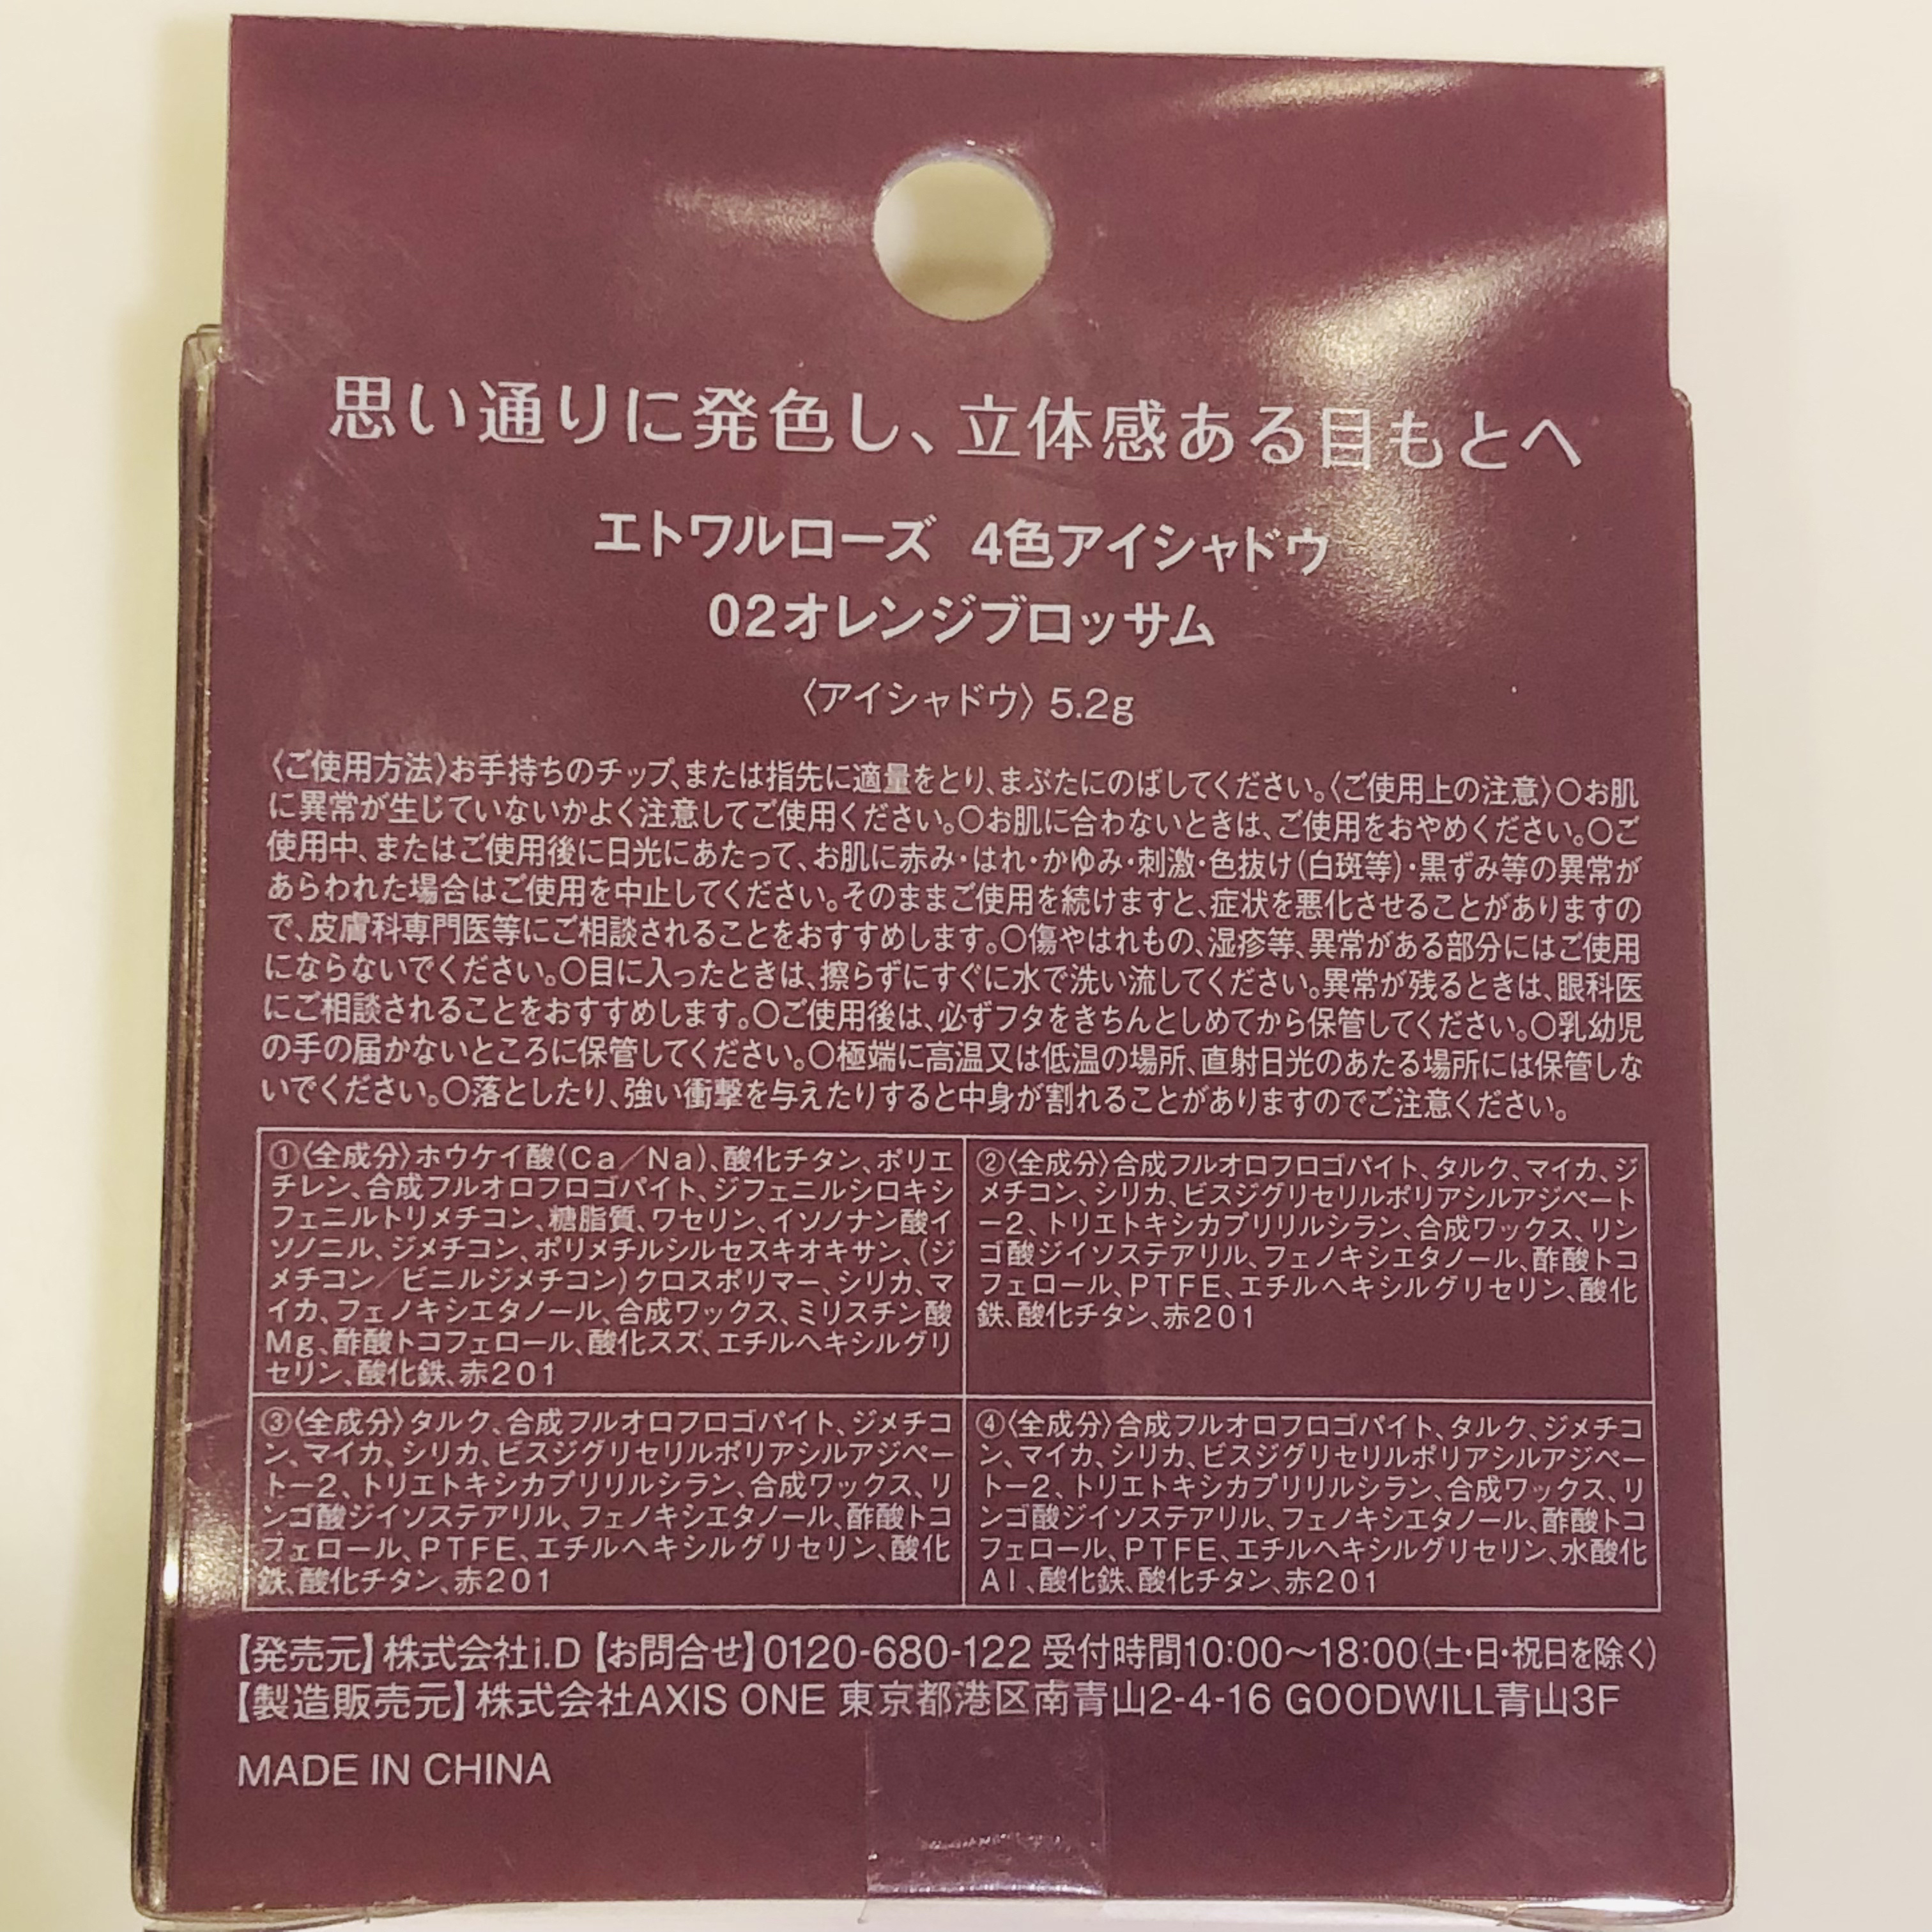 思い通りに発色し、立体感ある目もとへ
エトワルローズ 4色アイシャドウ
02オレンジブロッサム
〈アイシャドウ〉5.2g
〈ご使用方法〉お手持ちのチップ、または指先に適量をとり、まぶたにのばしてください。〈ご使用上の注意〉○お肌
に異常が生じていないかよく注意してご使用ください。○お肌に合わないときは、ご使用をおやめください。○ご
使用中、またはご使用後に日光にあたって、お肌に赤み・はれ・かゆみ・刺激・色抜け(白斑等)・黒ずみ等の異常が
あらわれた場合はご使用を中止してください。そのままご使用を続けますと、症状を悪化させることがありますの
で、皮膚科専門医等にご相談されることをおすすめします。○傷やはれもの、湿疹等、異常がある部分にはご使用
にならないでください。○目に入ったときは、擦らずにすぐに水で洗い流してください。異常が残るときは、眼科医
にご相談されることをおすすめします。○ご使用後は、必ずフタをきちんとしめてから保管してください。○乳幼児
の手の届かないところに保管してください。○極端に高温又は低温の場所、直射日光のあたる場所には保管しな
いでください。○落としたり、強い衝撃を与えたりすると中身が割れることがありますのでご注意ください。
①〈全成分〉ホウケイ酸(Ca/Na)、酸化チタン、ポリエ
チレン、合成フルオロフロゴパイト、ジフェニルシロキシ
フェニルトリメチコン、糖脂質、ワセリン、イソノナン酸イ
ソノニル、ジメチコン、ポリメチルシルセスキオキサン、(ジ
メチコン/ビニルジメチコン)クロスポリマー、シリカ、マ
イカ、フェノキシエタノール、合成ワックス、ミリスチン酸
Mg、酢酸トコフェロール、酸化スズ、エチルヘキシルグリ
セリン、酸化鉄、赤201
②〈全成分〉合成フルオロフロゴパイト、タルク、マイカ、ジ
メチコン、シリカ、ビスジグリセリルポリアシルアジペート
ー2、トリエトキシカプリリルシラン、合成ワックス、リン
ゴ酸ジイソステアリル、フェノキシエタノール、酢酸トコ
フェロール、PTFE、エチルヘキシルグリセリン、酸化
鉄、酸化チタン、赤201
③〈全成分〉タルク、合成フルオロフロゴパイト、ジメチコ
ン、マイカ、シリカ、ビスジグリセリルポリアシルアジペー
トー2、トリエトキシカプリリルシラン、合成ワックス、リ
ンゴ酸ジイソステアリル、フェノキシエタノール、酢酸トコ
フェロール、PTFE、エチルヘキシルグリセリン、酸化
鉄、酸化チタン、赤201
④〈全成分〉合成フルオロフロゴパイト、タルク、ジメチコ
ン、マイカ、シリカ、ビスジグリセリルポリアシルアジペー
トー2、トリエトキシカプリリルシラン、合成ワックス、リ
ンゴ酸ジイソステアリル、フェノキシエタノール、酢酸トコ
フェロール、PTFE、エチルヘキシルグリセリン、水酸化
Al、酸化鉄、酸化チタン、赤201
【発売元】株式会社i.D【お問合せ】0120-680-122 受付時間10:00〜18:00(土・日・祝日を除く)
【製造販売元】株式会社AXIS ONE 東京都港区南青山2-4-16 GOODWILL青山3F
MADE IN CHINA